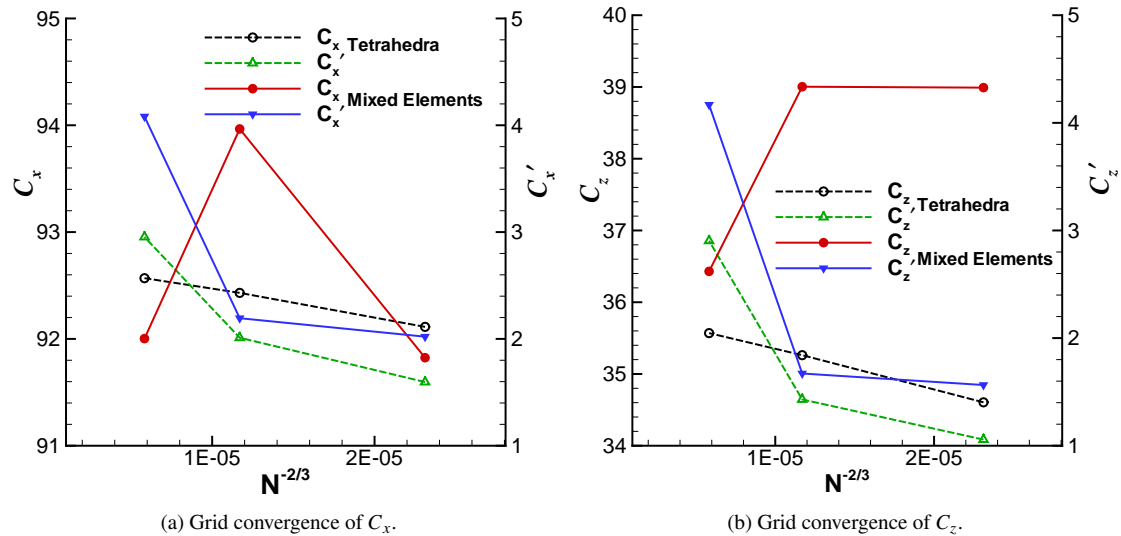 95
94
93
92
91
C_x
5
4
3
2
1
C_x′
C_x Tetrahedra
C_x′
C_x Mixed Elements
C_x′
1E-05
2E-05
N^-2/3
(a) Grid convergence of C_x.
40
39
38
37
36
35
34
C_z
5
4
3
2
1
C_z′
C_z Tetrahedra
C_z′
C_z Mixed Elements
C_z′
1E-05
2E-05
N^-2/3
(b) Grid convergence of C_z.